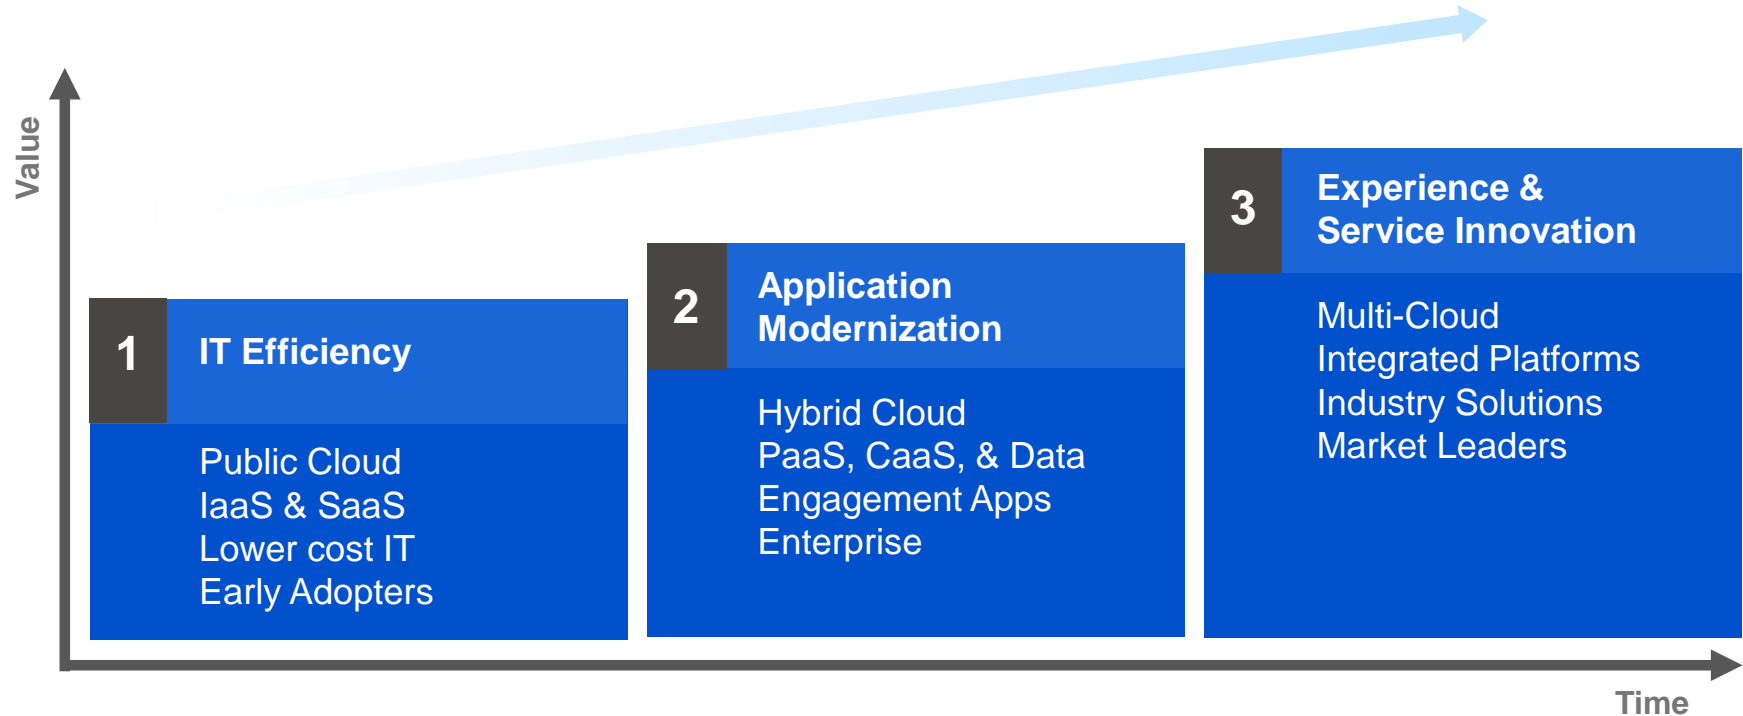 Value
1
IT Efficiency
Public Cloud
IaaS & SaaS
Lower cost IT
Early Adopters
2
Application
Modernization
Hybrid Cloud
PaaS, CaaS, & Data
Engagement Apps
Enterprise
3
Experience &
Service Innovation
Multi-Cloud
Integrated Platforms
Industry Solutions
Market Leaders
Time